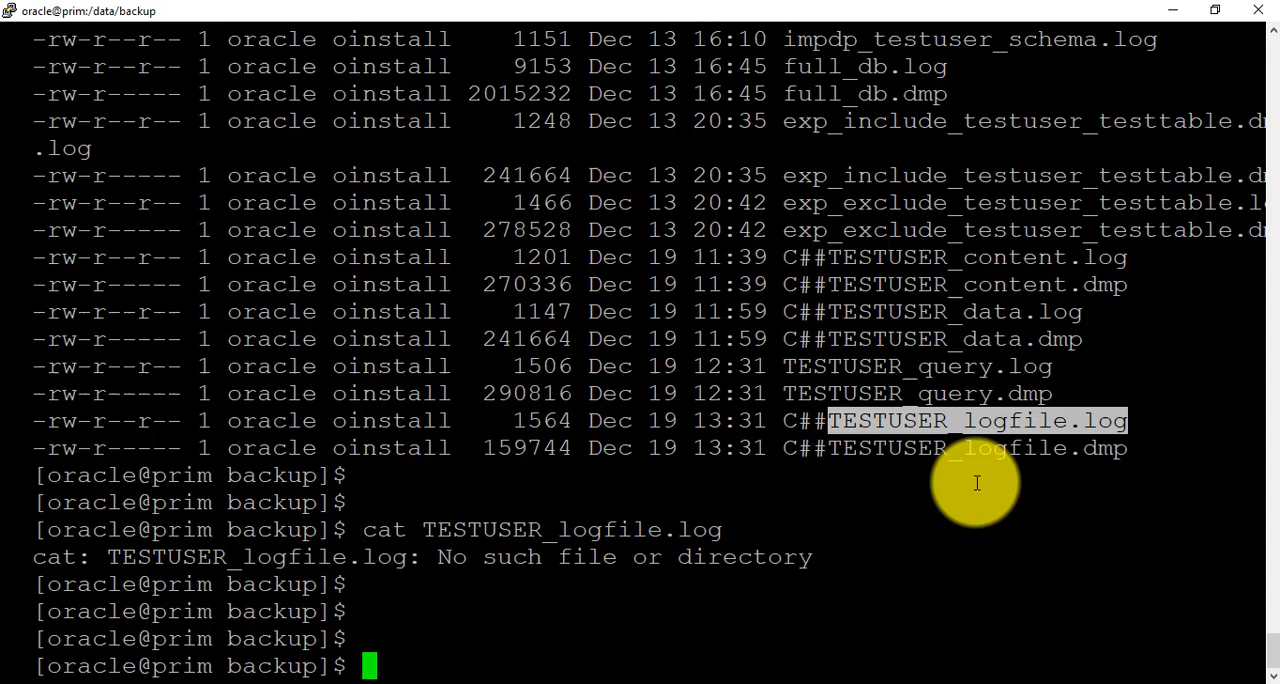 oracle@prim:/data/backup
-rw-r--r-- 1 oracle oinstall 1151 Dec 13 16:10 impdp_testuser_schema.log
-rw-r--r-- 1 oracle oinstall 9153 Dec 13 16:45 full_db.log
-rw-r----- 1 oracle oinstall 2015232 Dec 13 16:45 full_db.dmp
-rw-r--r-- 1 oracle oinstall 1248 Dec 13 20:35 exp_include_testuser_testtable.dm
.log
-rw-r----- 1 oracle oinstall 241664 Dec 13 20:35 exp_include_testuser_testtable.dm
-rw-r--r-- 1 oracle oinstall 1466 Dec 13 20:42 exp_exclude_testuser_testtable.lo
-rw-r----- 1 oracle oinstall 278528 Dec 13 20:42 exp_exclude_testuser_testtable.dm
-rw-r--r-- 1 oracle oinstall 1201 Dec 19 11:39 C##TESTUSER_content.log
-rw-r----- 1 oracle oinstall 270336 Dec 19 11:39 C##TESTUSER_content.dmp
-rw-r--r-- 1 oracle oinstall 1147 Dec 19 11:59 C##TESTUSER_data.log
-rw-r----- 1 oracle oinstall 241664 Dec 19 11:59 C##TESTUSER_data.dmp
-rw-r--r-- 1 oracle oinstall 1506 Dec 19 12:31 TESTUSER_query.log
-rw-r----- 1 oracle oinstall 290816 Dec 19 12:31 TESTUSER_query.dmp
-rw-r--r-- 1 oracle oinstall 1564 Dec 19 13:31 C##TESTUSER_logfile.log
-rw-r----- 1 oracle oinstall 159744 Dec 19 13:31 C##TESTUSER_logfile.dmp
[oracle@prim backup]$
[oracle@prim backup]$
[oracle@prim backup]$ cat TESTUSER_logfile.log
cat: TESTUSER_logfile.log: No such file or directory
[oracle@prim backup]$
[oracle@prim backup]$
[oracle@prim backup]$
[oracle@prim backup]$